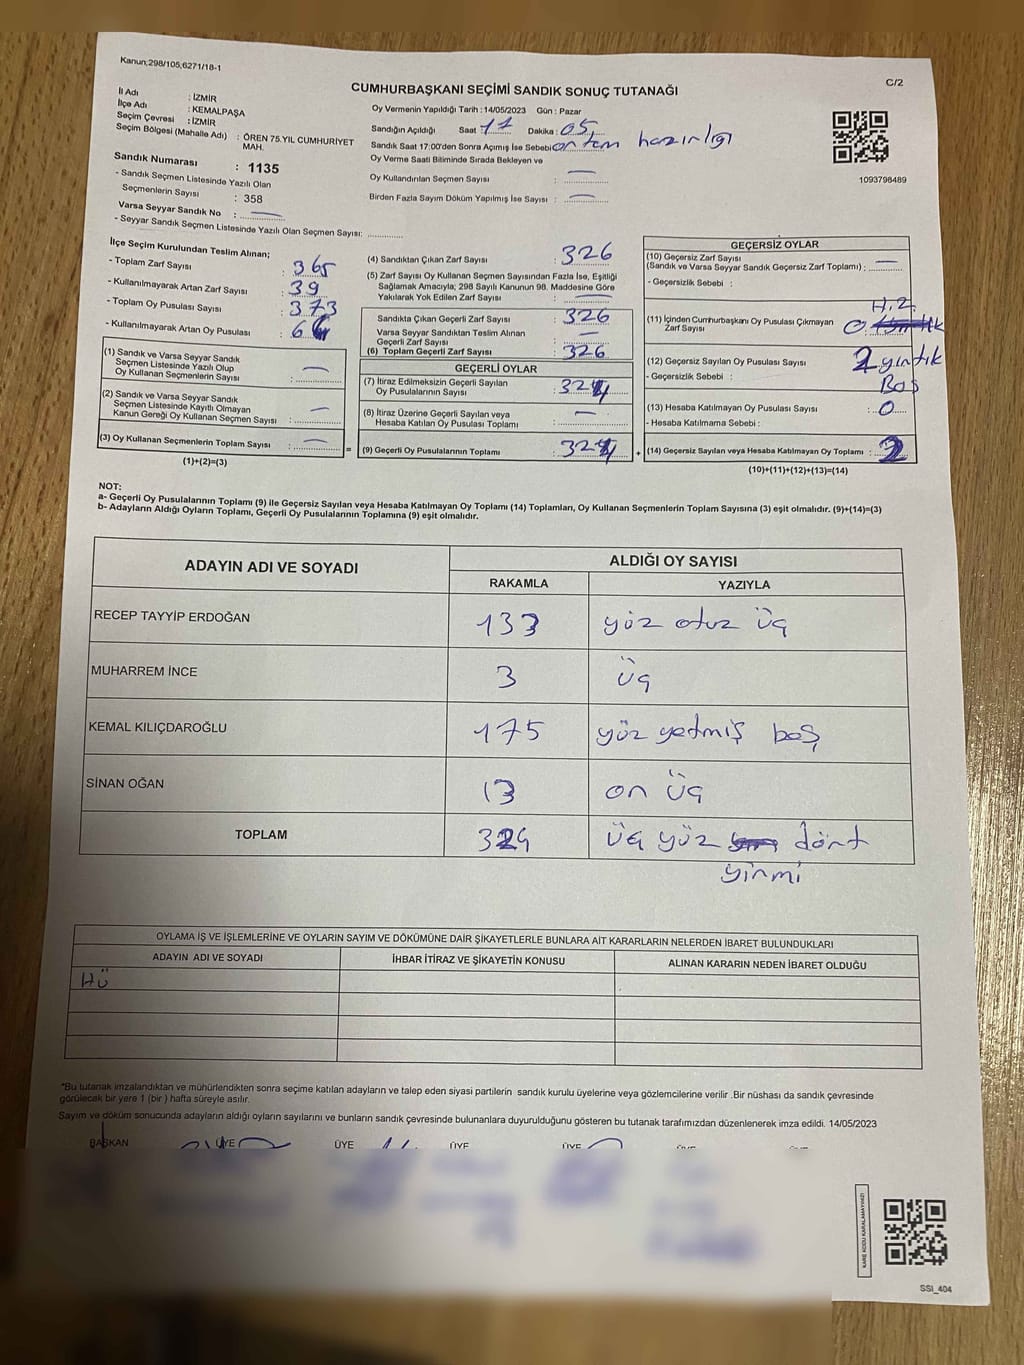 Kanun;298/105,6271/18-1
C/2
CUMHURBAŞKANI SEÇİMİ SANDIK SONUÇ TUTANAĞI
İl Adı : İZMİR
İlçe Adı : KEMALPAŞA
Seçim Çevresi : İZMİR
Seçim Bölgesi (Mahalle Adı) : ÖREN 75.YIL CUMHURİYET MAH.
Sandık Numarası : 1135
- Sandık Seçmen Listesinde Yazılı Olan
Seçmenlerin Sayısı : 358
Varsa Seyyar Sandık No : —
- Seyyar Sandık Seçmen Listesinde Yazılı Olan Seçmen Sayısı:
Oy Vermenin Yapıldığı Tarih : 14/05/2023 Gün : Pazar
Sandığın Açıldığı Saat : 17 Dakika : 05
Sandık Saat 17:00'den Sonra Açımış İse Sebebi ön tem hazırlığı
Oy Verme Saati Bitiminde Sırada Bekleyen ve
Oy Kullandırılan Seçmen Sayısı : —
Birden Fazla Sayım Döküm Yapılmış İse Sayısı : —
1093798489
İlçe Seçim Kurulundan Teslim Alınan;
- Toplam Zarf Sayısı : 365
- Kullanılmayarak Artan Zarf Sayısı : 39
- Toplam Oy Pusulası Sayısı : 373
- Kullanılmayarak Artan Oy Pusulası :
(1) Sandık ve Varsa Seyyar Sandık
Seçmen Listesinde Yazılı Olup
Oy Kullanan Seçmenlerin Sayısı : —
(2) Sandık ve Varsa Seyyar Sandık
Seçmen Listesinde Kayıtlı Olmayan
Kanun Gereği Oy Kullanan Seçmen Sayısı : —
(3) Oy Kullanan Seçmenlerin Toplam Sayısı : — =
(1)+(2)=(3)
(4) Sandıktan Çıkan Zarf Sayısı : 326
(5) Zarf Sayısı Oy Kullanan Seçmen Sayısından Fazla İse, Eşitliği
Sağlamak Amacıyla; 298 Sayılı Kanunun 98. Maddesine Göre
Yakılarak Yok Edilen Zarf Sayısı : —
Sandıkta Çıkan Geçerli Zarf Sayısı : 326
Varsa Seyyar Sandıktan Teslim Alınan
Geçerli Zarf Sayısı : —
(6) Toplam Geçerli Zarf Sayısı : 326
GEÇERLİ OYLAR
(7) İtiraz Edilmeksizin Geçerli Sayılan
Oy Pusulasının Sayısı : 324
(8) İtiraz Üzerine Geçerli Sayılan veya
Hesaba Katılan Oy Pusulası Toplamı : —
(9) Geçerli Oy Pusulalarının Toplamı : 324 +
GEÇERSİZ OYLAR
(10) Geçersiz Zarf Sayısı
(Sandık ve Varsa Seyyar Sandık Geçersiz Zarf Toplamı) : —
- Geçersizlik Sebebi :
(11) İçinden Cumhurbaşkanı Oy Pusulası Çıkmayan
Zarf Sayısı : 0
(12) Geçersiz Sayılan Oy Pusulası Sayısı 2 yırtık
- Geçersizlik Sebebi : Boş
(13) Hesaba Katılmayan Oy Pusulası Sayısı : 0
- Hesaba Katılmama Sebebi :
(14) Geçersiz Sayılan veya Hesaba Katılmayan Oy Toplamı : 2
(10)+(11)+(12)+(13)=(14)
NOT:
a- Geçerli Oy Pusulalarının Toplamı (9) ile Geçersiz Sayılan veya Hesaba Katılmayan Oy Toplamı (14) Toplamları, Oy Kullanan Seçmenlerin Toplam Sayısına (3) eşit olmalıdır. (9)+(14)=(3)
b- Adayların Aldığı Oyların Toplamı, Geçerli Oy Pusulalarının Toplamına (9) eşit olmalıdır.
ADAYIN ADI VE SOYADI
ALDIĞI OY SAYISI
RAKAMLA YAZIYLA
RECEP TAYYİP ERDOĞAN 133 yüz otuz üç
MUHARREM İNCE 3 üç
KEMAL KILIÇDAROĞLU 175 yüz yetmiş beş
SİNAN OĞAN 13 on üç
TOPLAM 324 üç yüz dört
yirmi
OYLAMA İŞ VE İŞLEMLERİNE VE OYLARIN SAYIM VE DÖKÜMÜNE DAİR ŞİKAYETLERLE BUNLARA AİT KARARLARIN NELERDEN İBARET BULUNDUKLARI
ADAYIN ADI VE SOYADI İHBAR İTİRAZ VE ŞİKAYETİN KONUSU ALINAN KARARIN NEDEN İBARET OLDUĞU
*Bu tutanak imzalandıktan ve mühürlendikten sonra seçime katılan adayların ve talep eden siyasi partilerin sandık kurulu üyelerine veya gözlemcilerine verilir .Bir nüshası da sandık çevresinde
görülecek bir yere 1 (bir ) hafta süreyle asılır.
Sayım ve döküm sonucunda adayların aldığı oyların sayılarını ve bunların sandık çevresinde bulunanlara duyurulduğunu gösteren bu tutanak tarafımızdan düzenlenerek imza edildi. 14/05/2023
BAŞKAN ÜYE ÜYE ÜYE ÜYE
KARE KODU KARALAMAYINIZ!
SSI_404